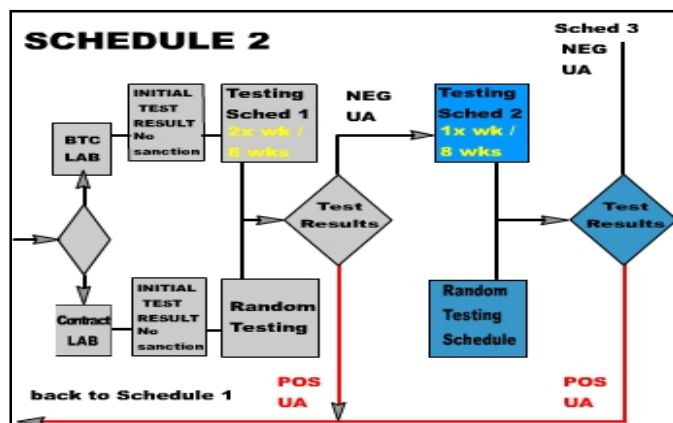 SCHEDULE 2
BTC
LAB
INITIAL
TEST
RESULT
No
sanction
Testing
Sched 1
2x wk /
8 wks
NEG
UA
Testing
Sched 2
1x wk /
8 wks
Sched 3
NEG
UA
Test
Results
Test
Results
Contract
LAB
INITIAL
TEST
RESULT
No
sanction
Random
Testing
Random
Testing
Schedule
back to Schedule 1
POS
UA
POS
UA